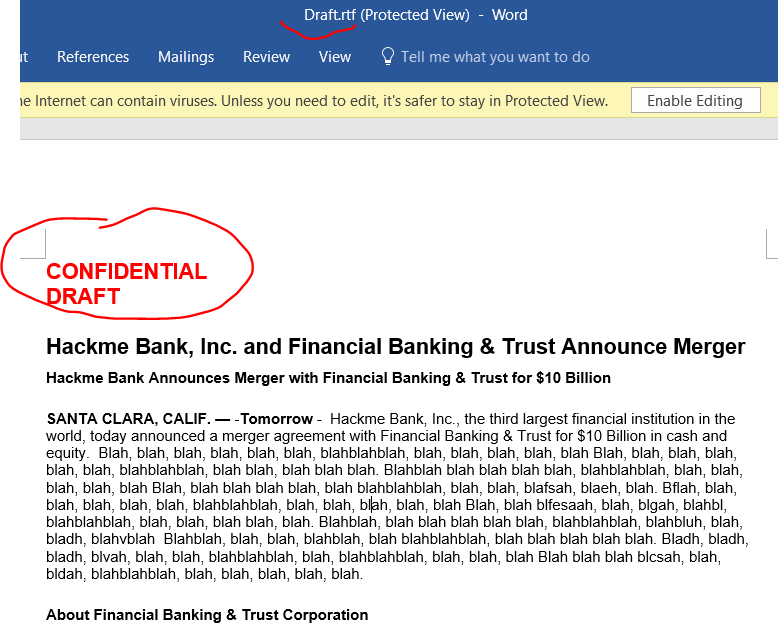 Draft.rtf (Protected View) - Word
References Mailings Review View Tell me what you want to do
Internet can contain viruses. Unless you need to edit, it's safer to stay in Protected View. Enable Editing
CONFIDENTIAL
DRAFT
Hackme Bank, Inc. and Financial Banking & Trust Announce Merger
Hackme Bank Announces Merger with Financial Banking & Trust for $10 Billion
SANTA CLARA, CALIF. — -Tomorrow - Hackme Bank, Inc., the third largest financial institution in the
world, today announced a merger agreement with Financial Banking & Trust for $10 Billion in cash and
equity. Blah, blah, blah, blah, blah, blah, blahblahblah, blah, blah, blah, blah, blah Blah, blah, blah, blah,
blah, blah, blahblahblah, blah blah, blah blah blah. Blahblah blah blah blah blah, blahblahblah, blah, blah,
blah, blah, blah Blah, blah blah blah blah, blah blahblahblah, blah, blah, blafsah, blaeh, blah. Bflah, blah,
blah, blah, blah, blah, blah, blahblahblah, blah, blah, blah, blah, blah Blah, blah blfesaah, blah, blgah, blahbl,
blahblahblah, blah, blah, blah blah, blah. Blahblah, blah blah blah blah blah, blahblahblah, blahbluh, blah,
bladh, blahvblah Blahblah, blah, blah, blahblah, blah blahblahblah, blah blah blah blah blah. Bladh, bladh,
bladh, blvah, blah, blah, blahblahblah, blah, blahblahblah, blah, blah, blah Blah blah blah blcsah, blah,
bldah, blahblahblah, blah, blah, blah, blah, blah.
About Financial Banking & Trust Corporation